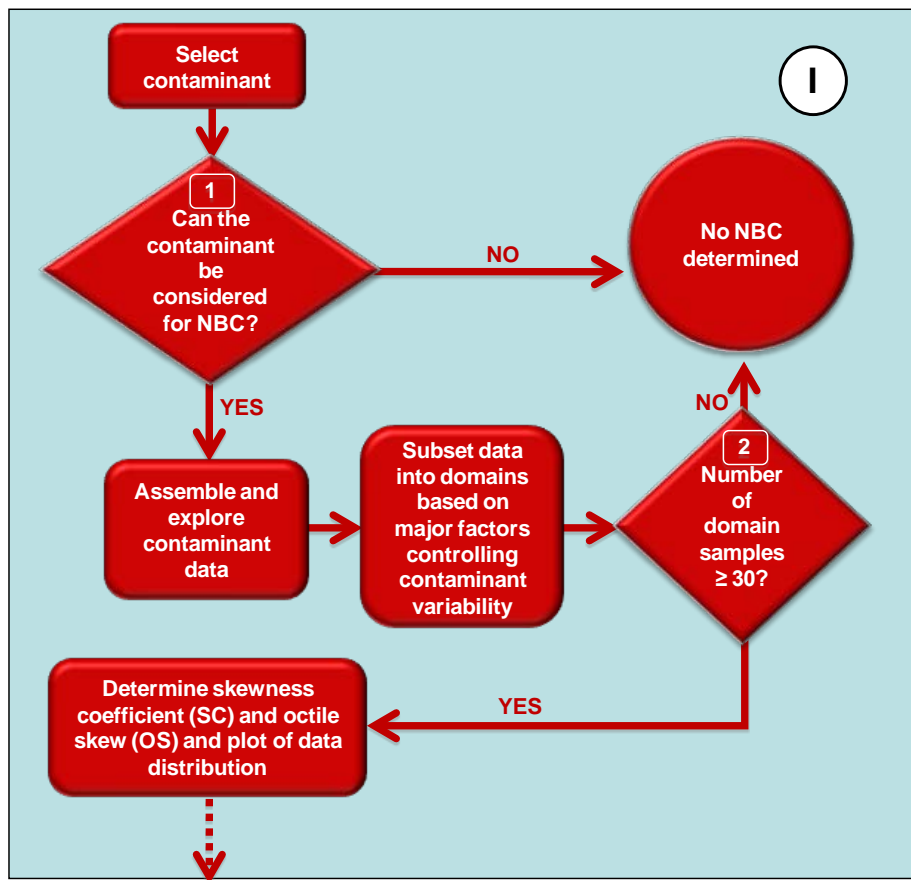 Select
contaminant
I
1
Can the
contaminant
be
considered
for NBC?
NO
No NBC
determined
YES
Assemble and
explore
contaminant
data
Subset data
into domains
based on
major factors
controlling
contaminant
variability
NO
2
Number
of
domain
samples
≥ 30?
YES
Determine skewness
coefficient (SC) and octile
skew (OS) and plot of data
distribution